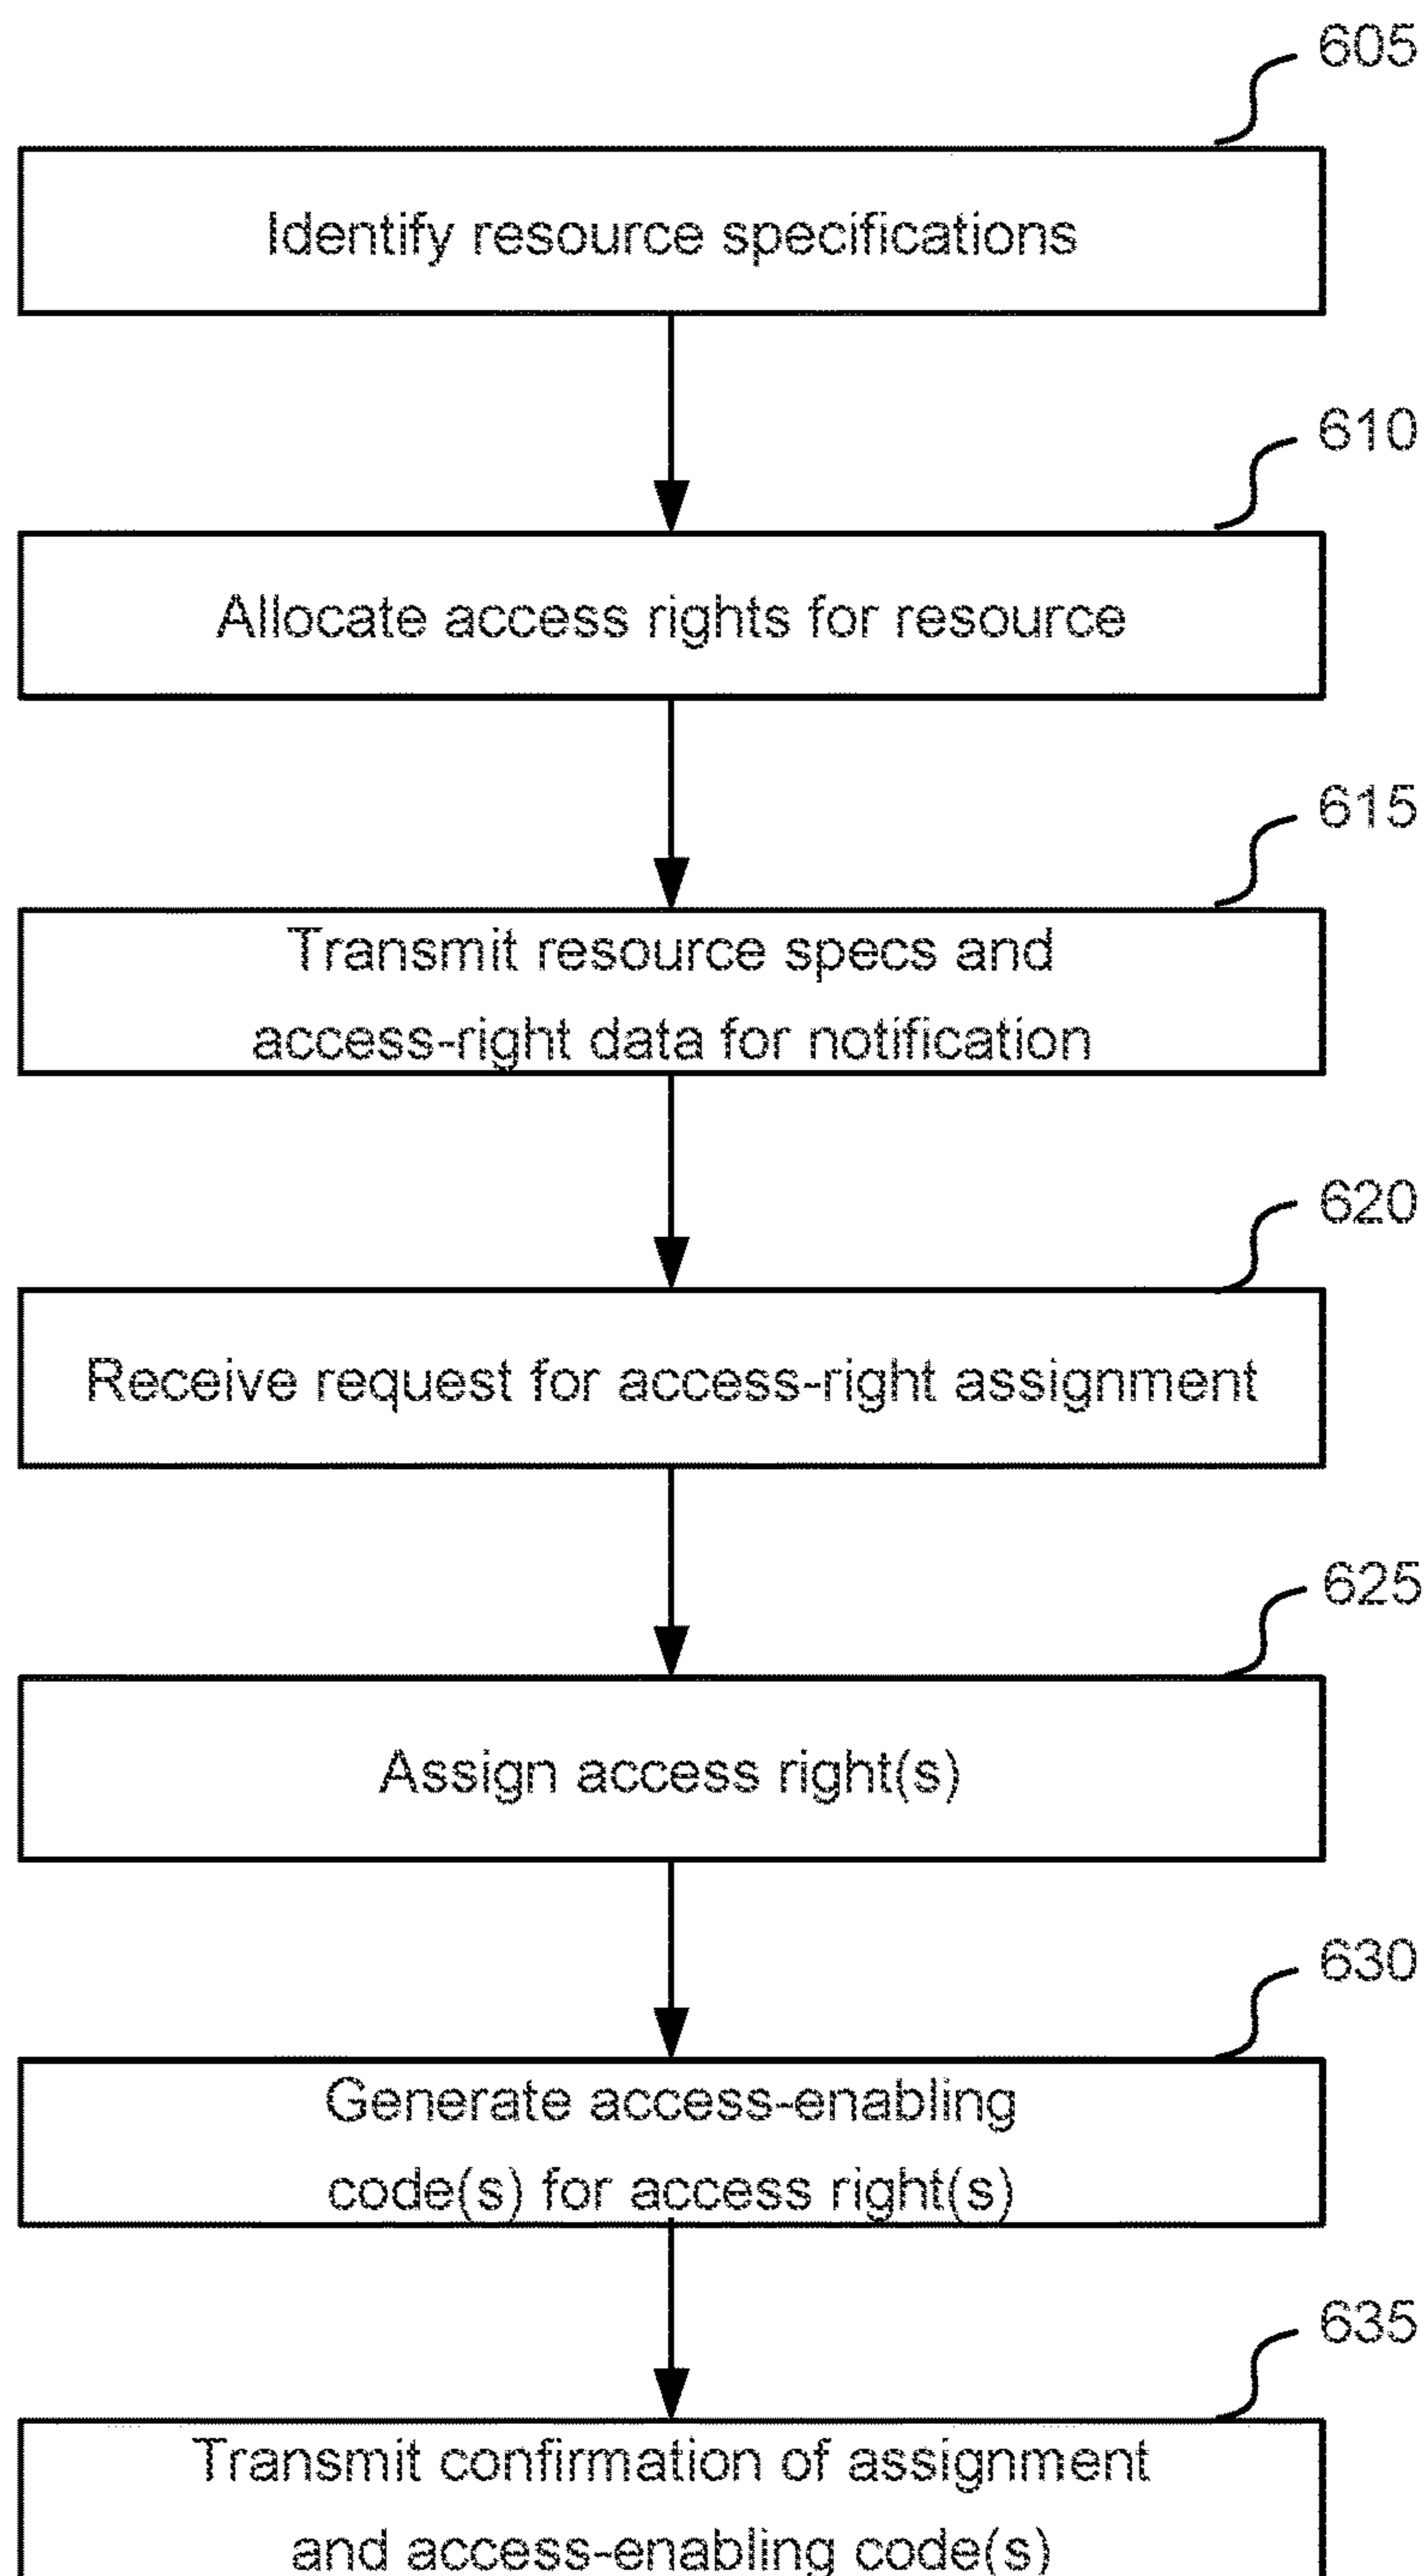 605
Identify resource specifications
610
Allocate access rights for resource
615
Transmit resource specs and
access-right data for notification
620
Receive request for access-right assignment
625
Assign access right(s)
630
Generate access-enabling
code(s) for access right(s)
635
Transmit confirmation of assignment
and access-enabling code(s)